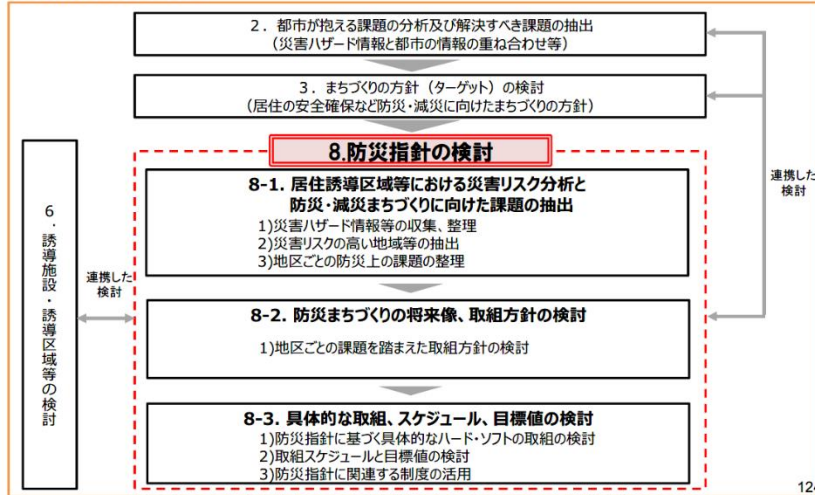 2．都市が抱える課題の分析及び解決すべき課題の抽出
（災害ハザード情報と都市の情報の重ね合わせ等）
3．まちづくりの方針（ターゲット）の検討
（居住の安全確保など防災・減災に向けたまちづくりの方針）
8.防災指針の検討
8-1. 居住誘導区域等における災害リスク分析と
防災・減災まちづくりに向けた課題の抽出
1)災害ハザード情報等の収集、整理
2)災害リスクの高い地域等の抽出
3)地区ごとの防災上の課題の整理
8-2. 防災まちづくりの将来像、取組方針の検討
1)地区ごとの課題を踏まえた取組方針の検討
8-3. 具体的な取組、スケジュール、目標値の検討
1)防災指針に基づく具体的なハード・ソフトの取組の検討
2)取組スケジュールと目標値の検討
3)防災指針に関連する制度の活用
6．誘導施設・誘導区域等の検討
連携した
検討
連携した
検討
124